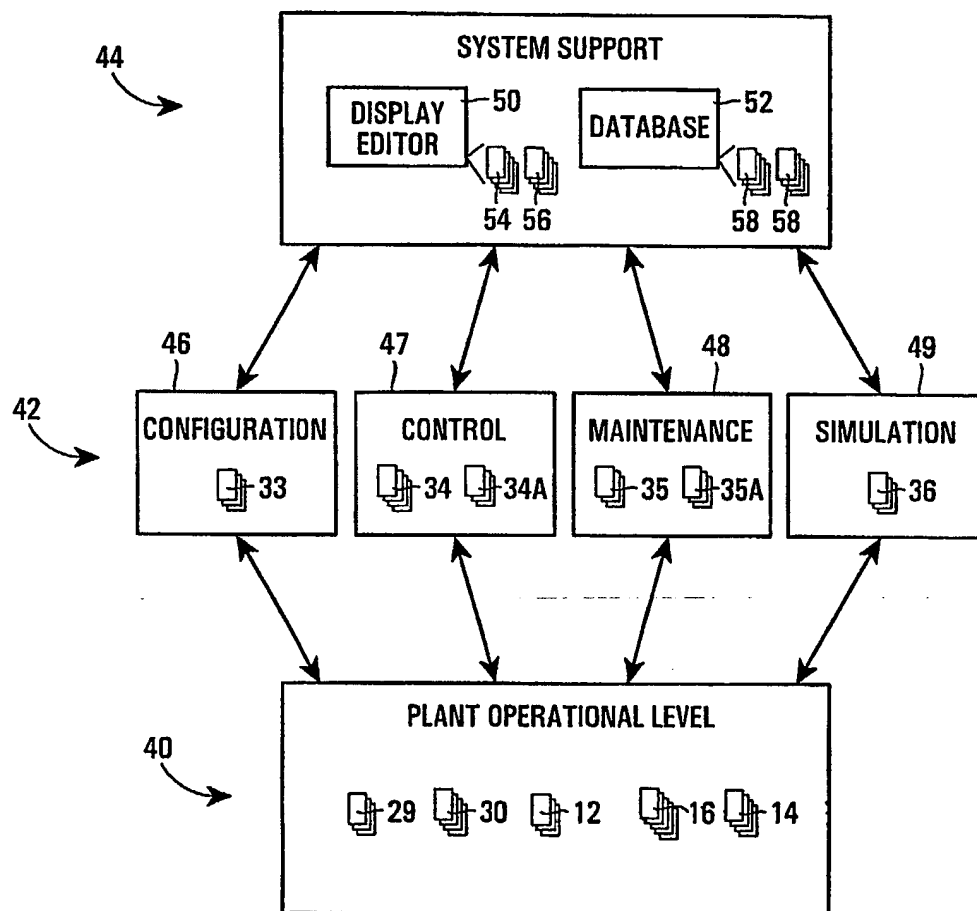 SYSTEM SUPPORT
44
DISPLAY
EDITOR
50
DATABASE
52
54 56
58 58
46
47
48
49
42
CONFIGURATION
33
CONTROL
34 34A
MAINTENANCE
35 35A
SIMULATION
36
PLANT OPERATIONAL LEVEL
40
29 30 12 16 14